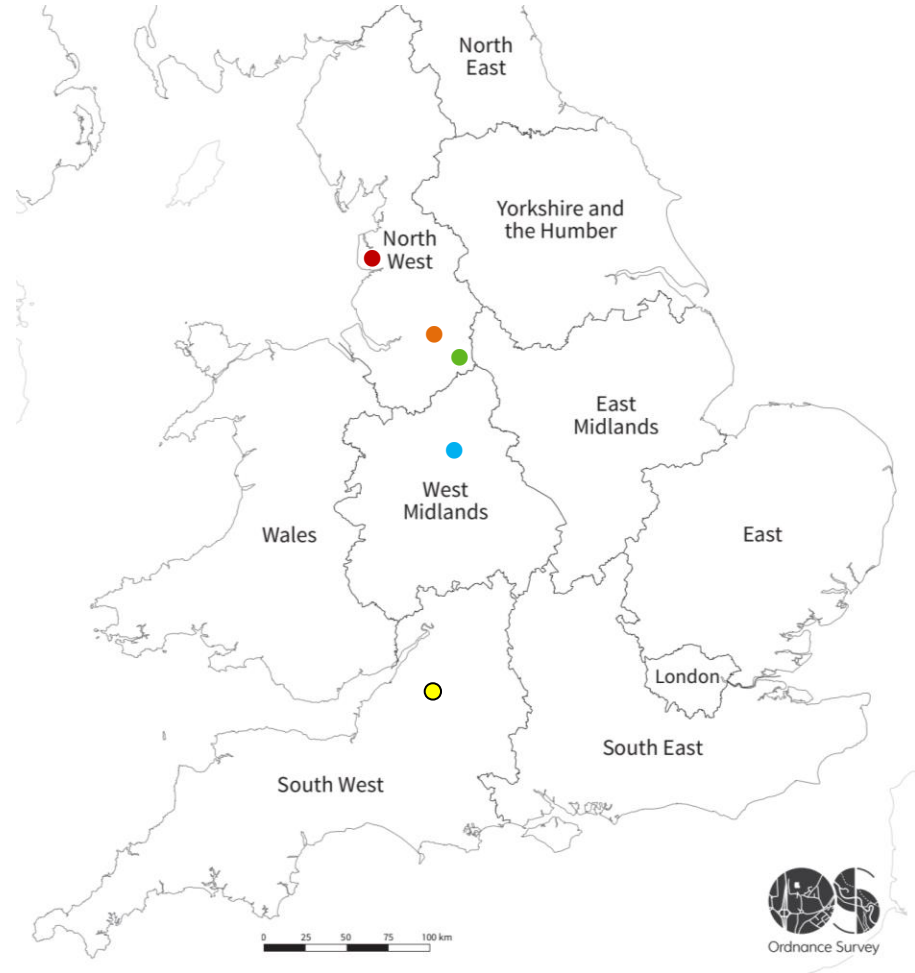 North
East
Yorkshire and
the Humber
North
West
East
Midlands
West
Midlands
Wales
East
London
South East
South West
0 25 50 75 100 km
Ordnance Survey